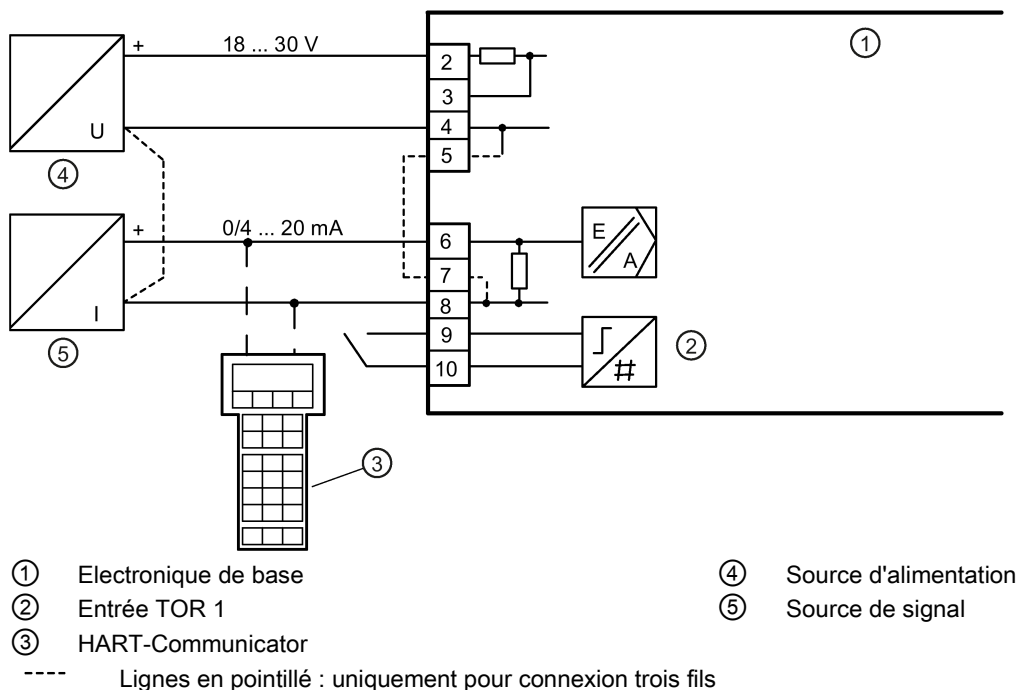 + 18 ... 30 V
2
①
3
4
U
5
④
+ 0/4 ... 20 mA
6
E
A
7
8
I
9
②
⑤
10
#
③
① Electronique de base
② Entrée TOR 1
③ HART-Communicator
④ Source d'alimentation
⑤ Source de signal
---- Lignes en pointillé : uniquement pour connexion trois fils